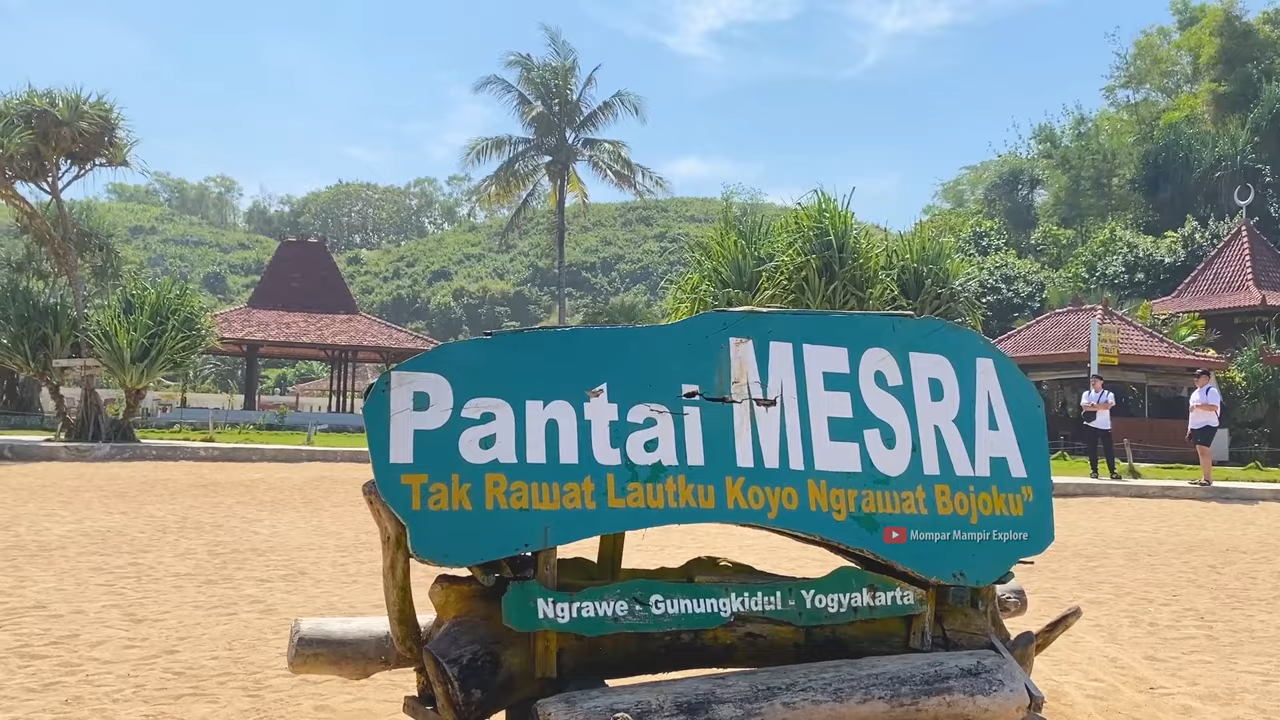 Pantai MESRA
Tak Rawat Lautku Koyo Ngrawat Bojoku”
Mompar Mampir Explore
Ngrawe - Gunungkidul - Yogyakarta